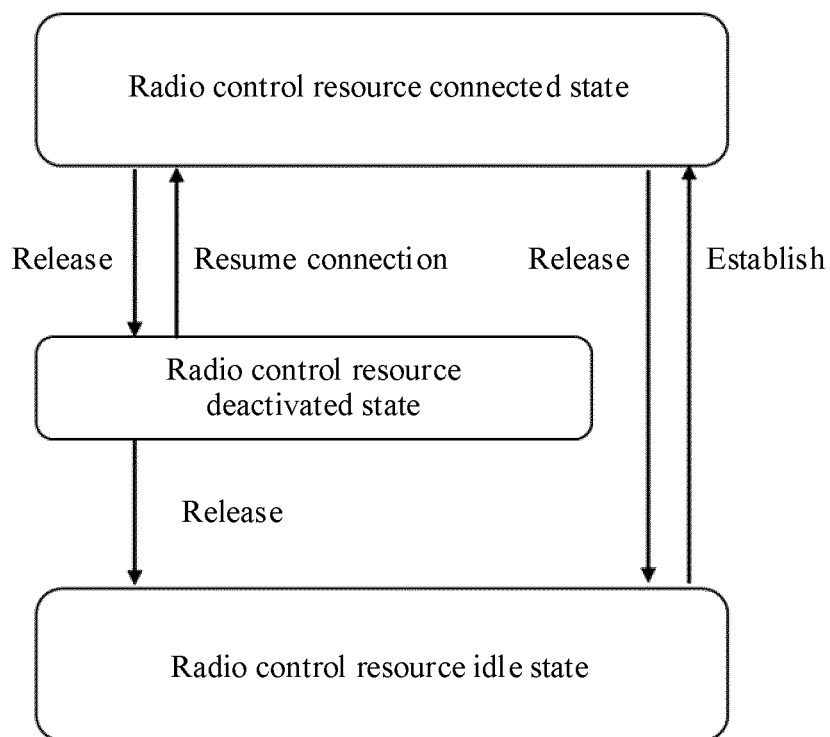 Radio control resource connected state
Release
Resume connection
Release
Establish
Radio control resource
deactivated state
Release
Radio control resource idle state